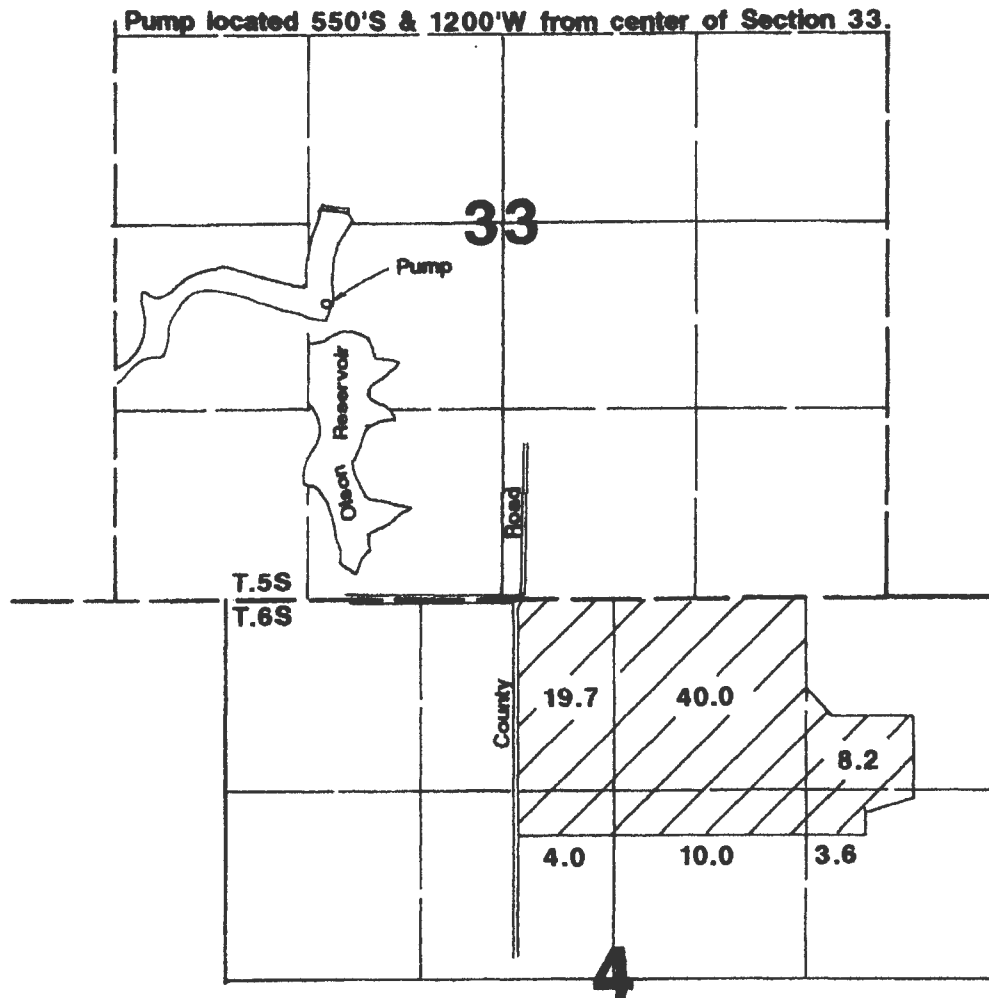 Pump located 550'S & 1200'W from center of Section 33.
33
Pump
Olson Reservoir
Road
T.5S
T.6S
County
19.7
40.0
8.2
4.0
10.0
3.6
4